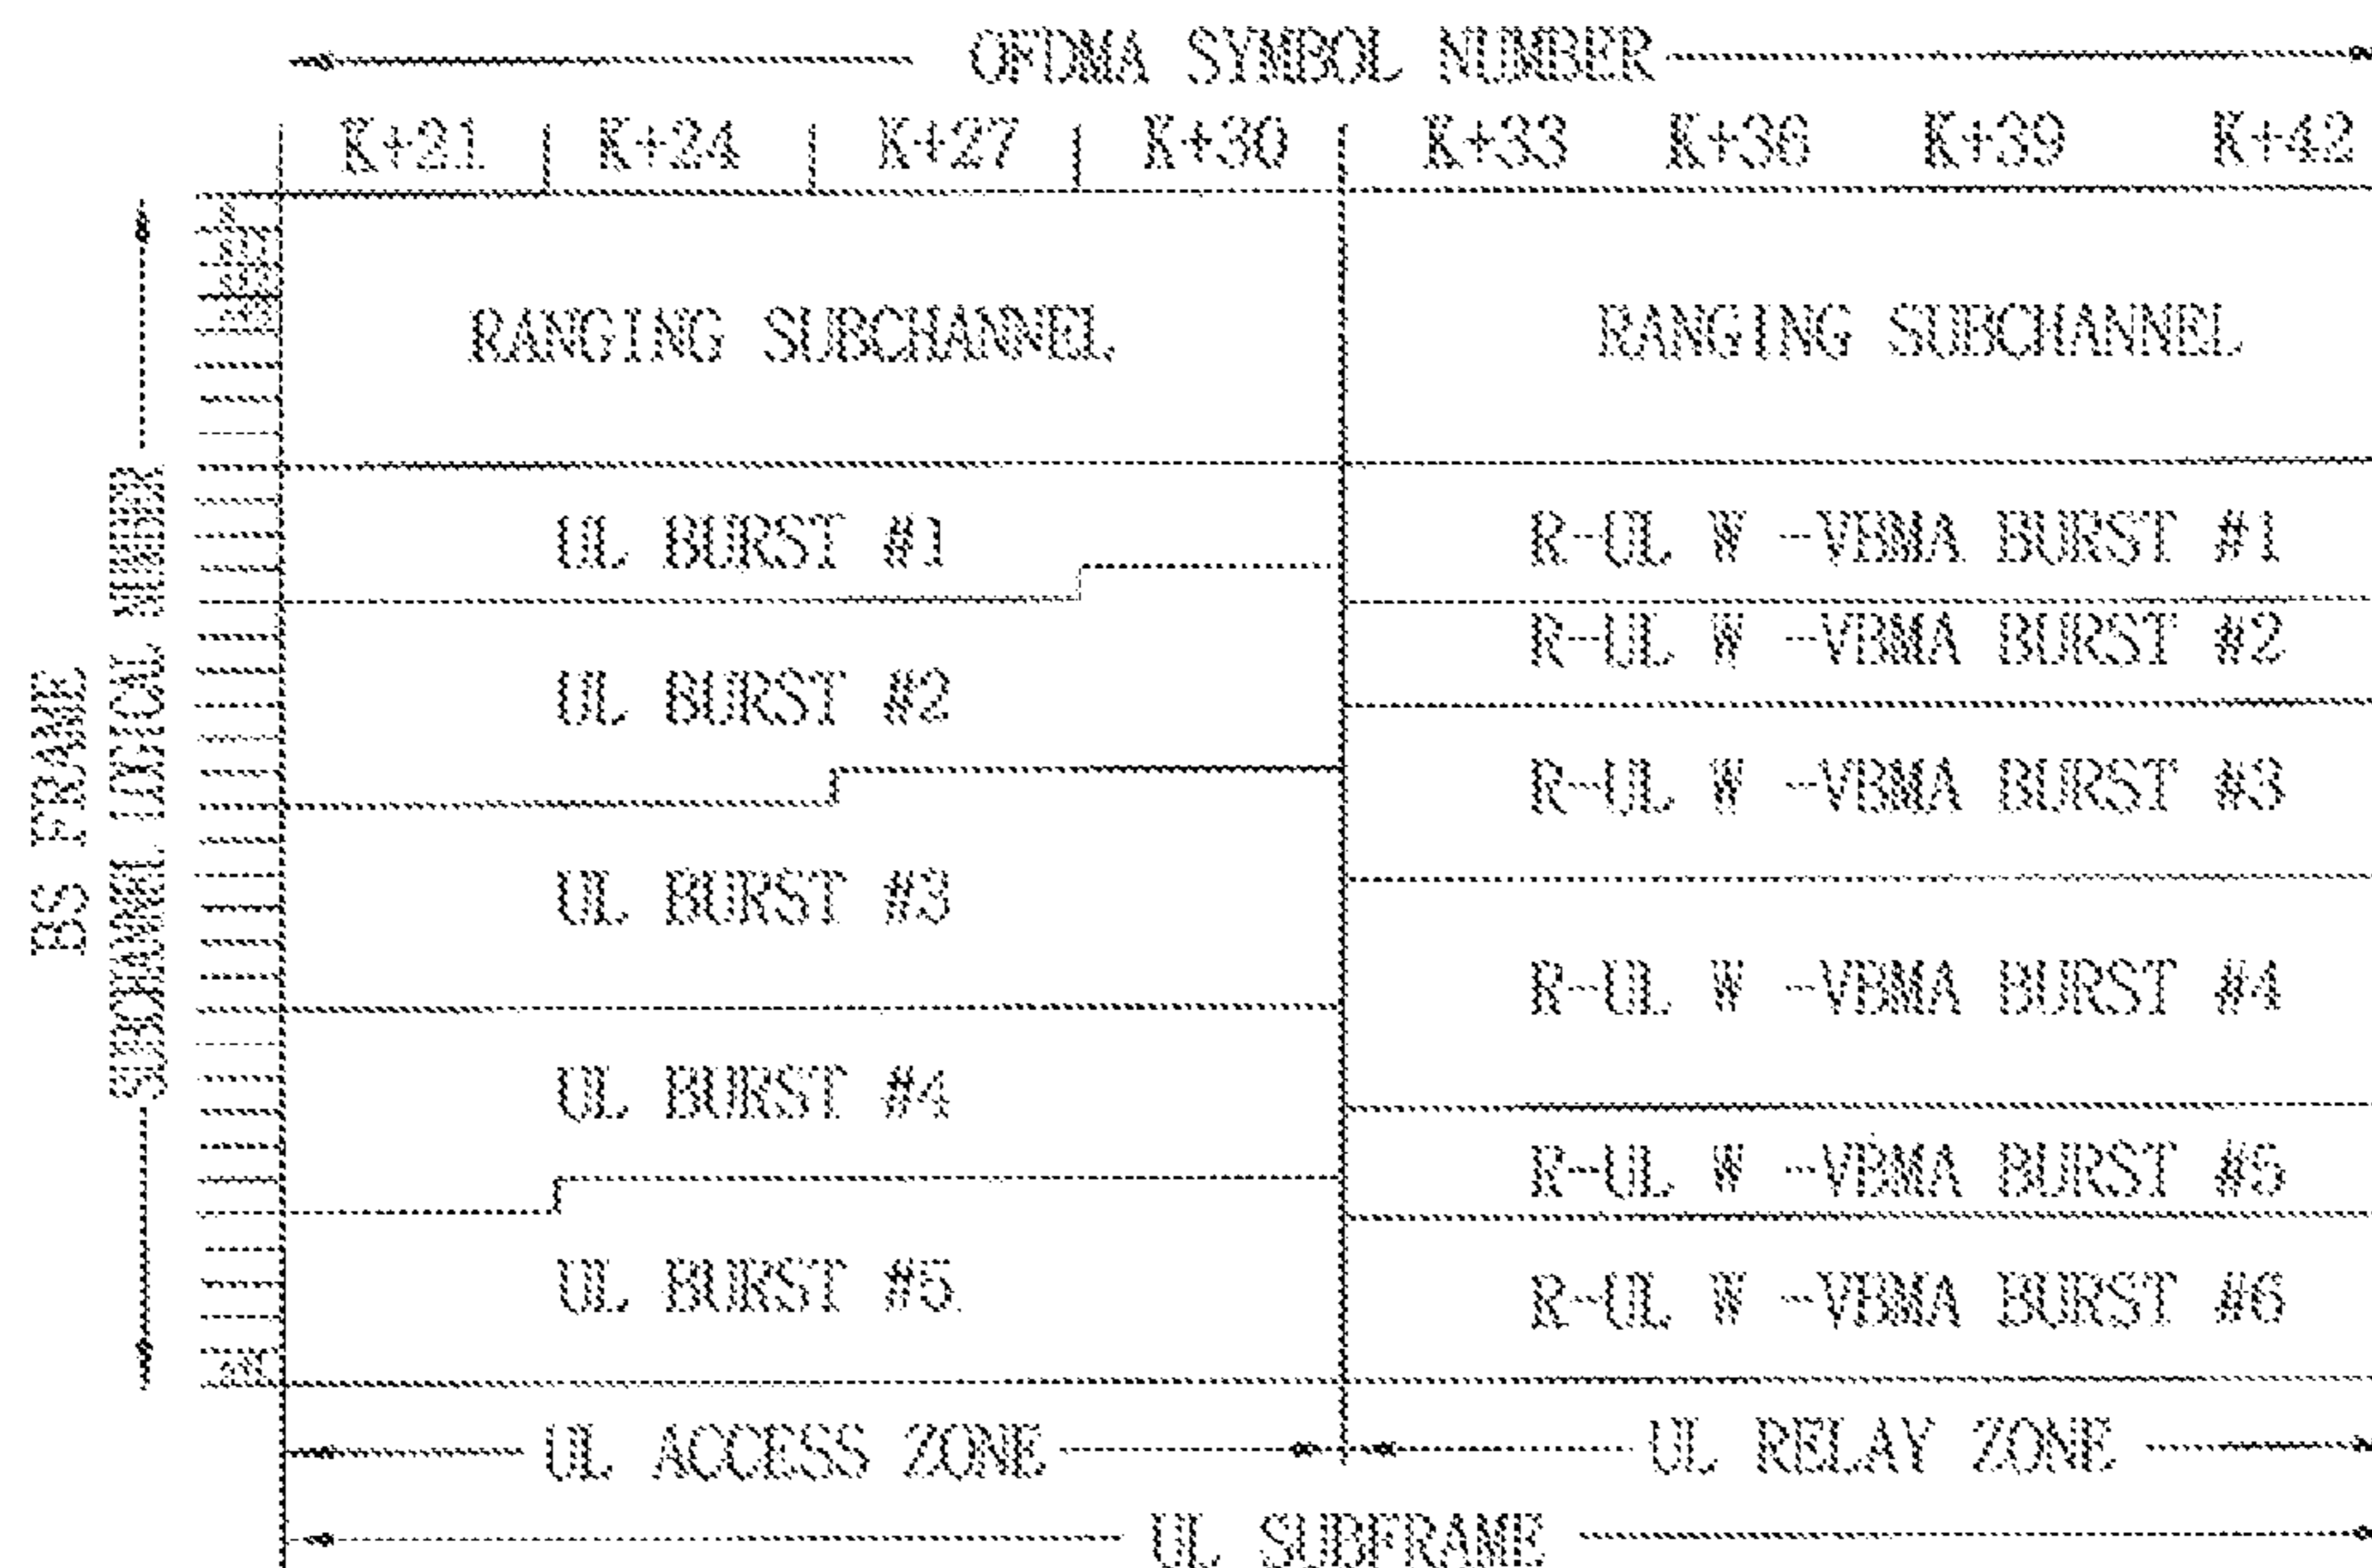 OFDMA SYMBOL NUMBER
K+21 K+24 K+27 K+30 K+33 K+36 K+39 K+42
BS FRAME
SUBCHANNEL LOGICAL NUMBER
RANGING SUBCHANNEL
RANGING SUBCHANNEL
UL BURST #1
R-UL W -VBMA BURST #1
R-UL W -VBMA BURST #2
UL BURST #2
R-UL W -VBMA BURST #3
UL BURST #3
R-UL W -VBMA BURST #4
UL BURST #4
R-UL W -VBMA BURST #5
UL BURST #5
R-UL W -VBMA BURST #6
UL ACCESS ZONE
UL RELAY ZONE
UL SUBFRAME